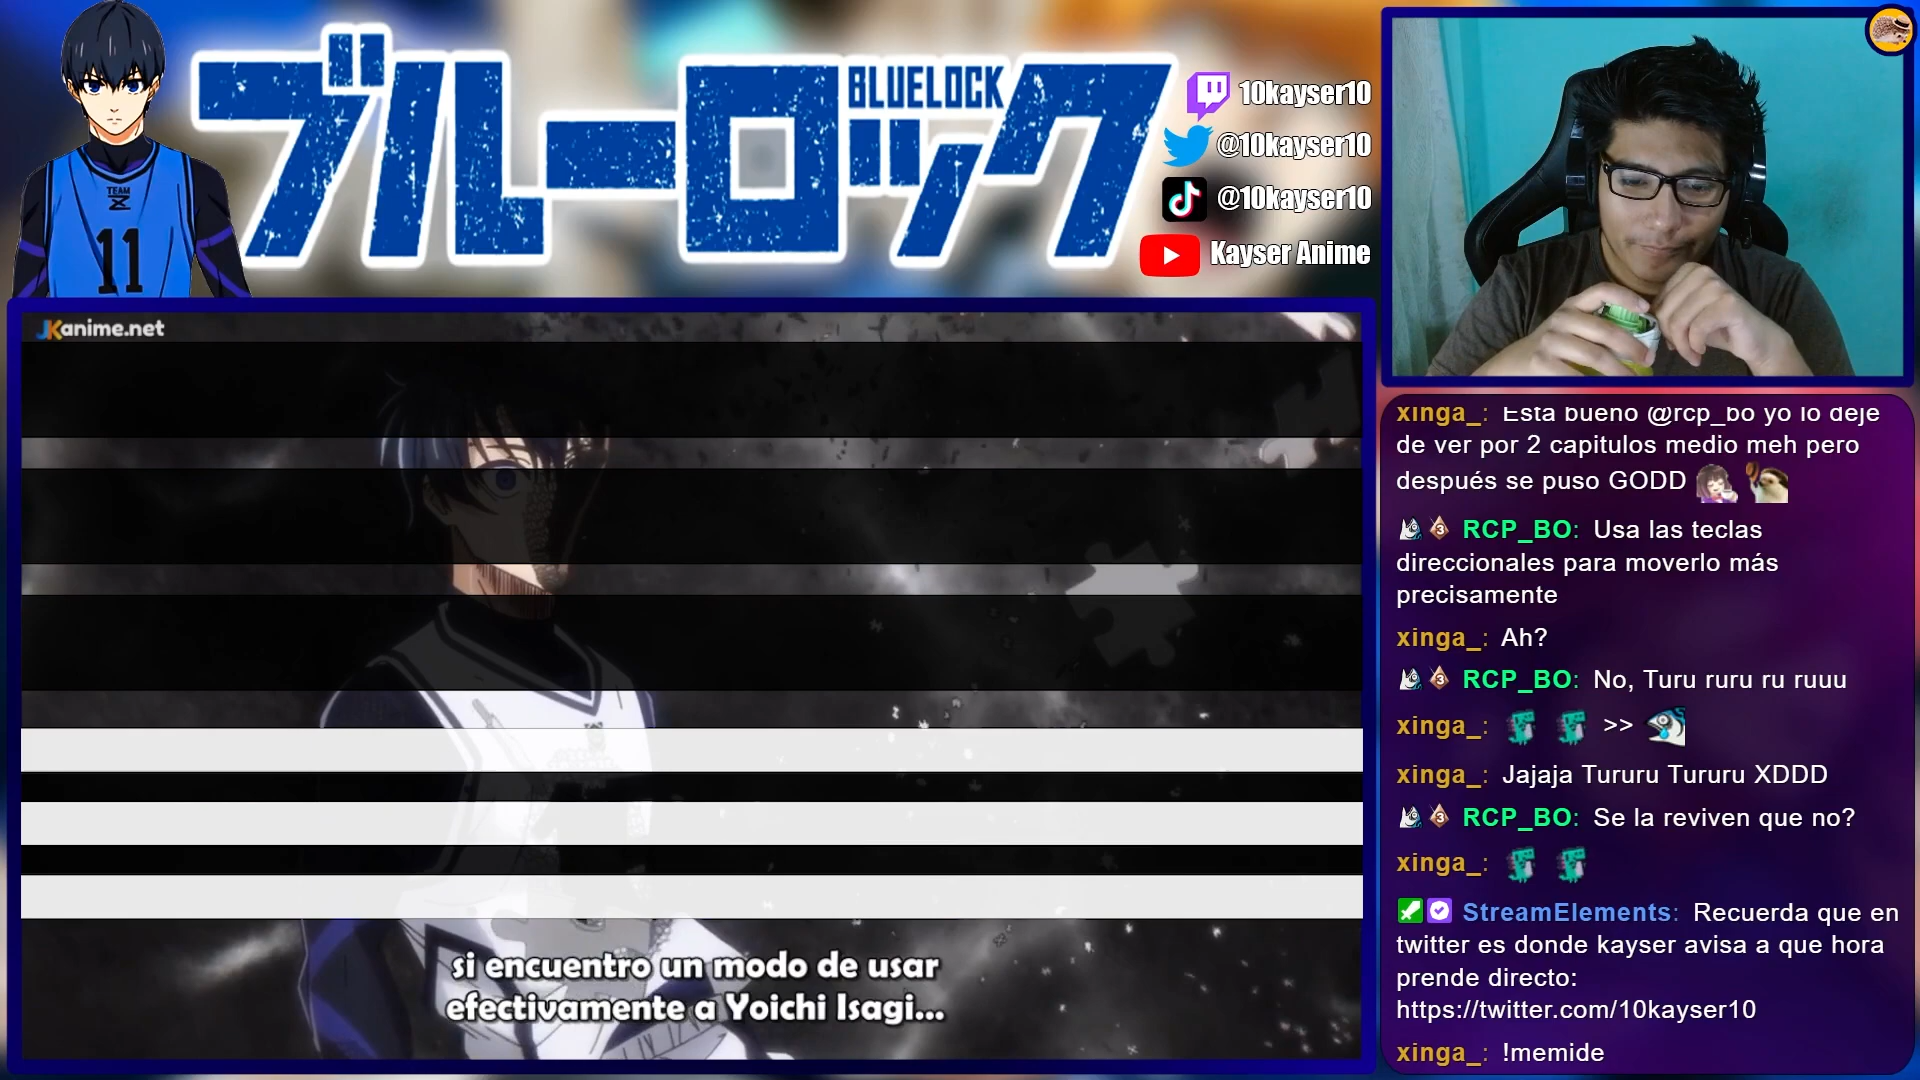 ブルーロック
BLUELOCK
TEAM
Z
11
10kayser10
@10kayser10
@10kayser10
Kayser Anime
JKanime.net
si encuentro un modo de usar
efectivamente a Yoichi Isagi...
xinga_: Esta bueno @rcp_bo yo lo deje
de ver por 2 capitulos medio meh pero
después se puso GODD
RCP_BO: Usa las teclas
direccionales para moverlo más
precisamente
xinga_: Ah?
RCP_BO: No, Turu ruru ru ruuu
xinga_: >>
xinga_: Jajaja Tururu Tururu XDDD
RCP_BO: Se la reviven que no?
xinga_:
StreamElements: Recuerda que en
twitter es donde kayser avisa a que hora
prende directo:
https://twitter.com/10kayser10
xinga_: !memide